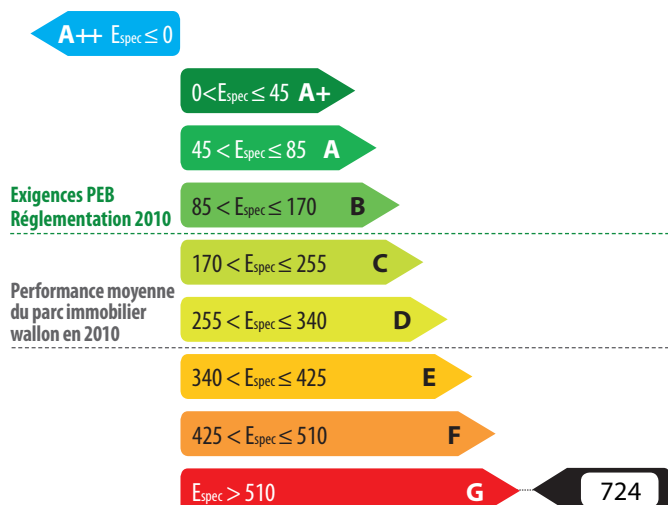 A++ Espec ≤ 0
0<Espec ≤ 45 A+
45 < Espec ≤ 85 A
Exigences PEB
Réglementation 2010
85 < Espec ≤ 170 B
170 < Espec ≤ 255 C
Performance moyenne
du parc immobilier
wallon en 2010
255 < Espec ≤ 340 D
340 < Espec ≤ 425 E
425 < Espec ≤ 510 F
Espec > 510 G 724